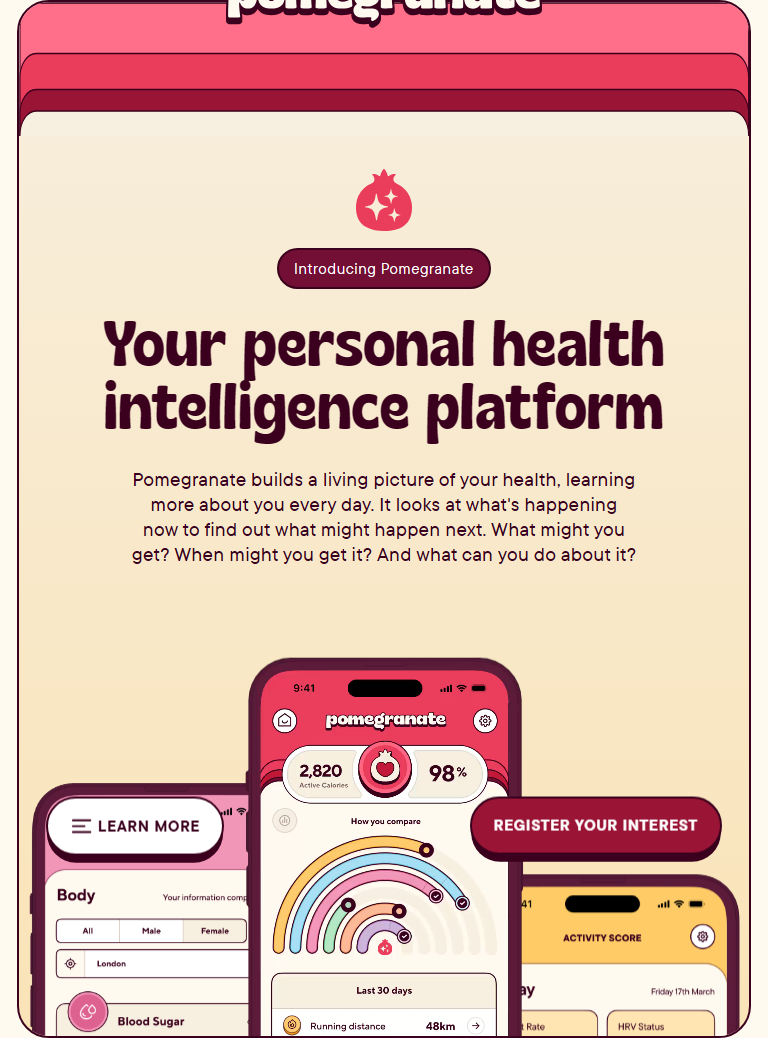 pomegranate
Introducing Pomegranate
Your personal health
intelligence platform
Pomegranate builds a living picture of your health, learning
more about you every day. It looks at what's happening
now to find out what might happen next. What might you
get? When might you get it? And what can you do about it?
9:41
pomegranate
2,820
Active Calories
98%
How you compare
Last 30 days
Running distance 48km
LEARN MORE
Body
Your information
All Male Female
London
Blood Sugar
REGISTER YOUR INTEREST
41
ACTIVITY SCORE
Friday 17th March
Rate
HRV Status